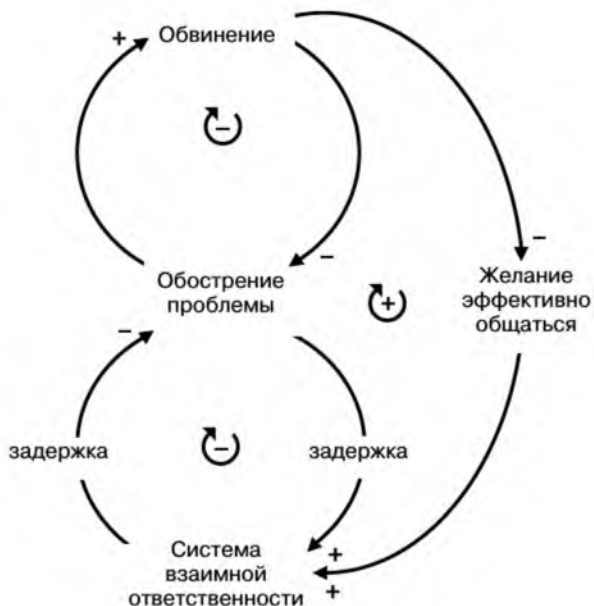 + Обвинение
–
–
–
Обострение
проблемы
+
Желание
эффективно
общаться
–
–
задержка
задержка
+
Система
взаимной
ответственности
+